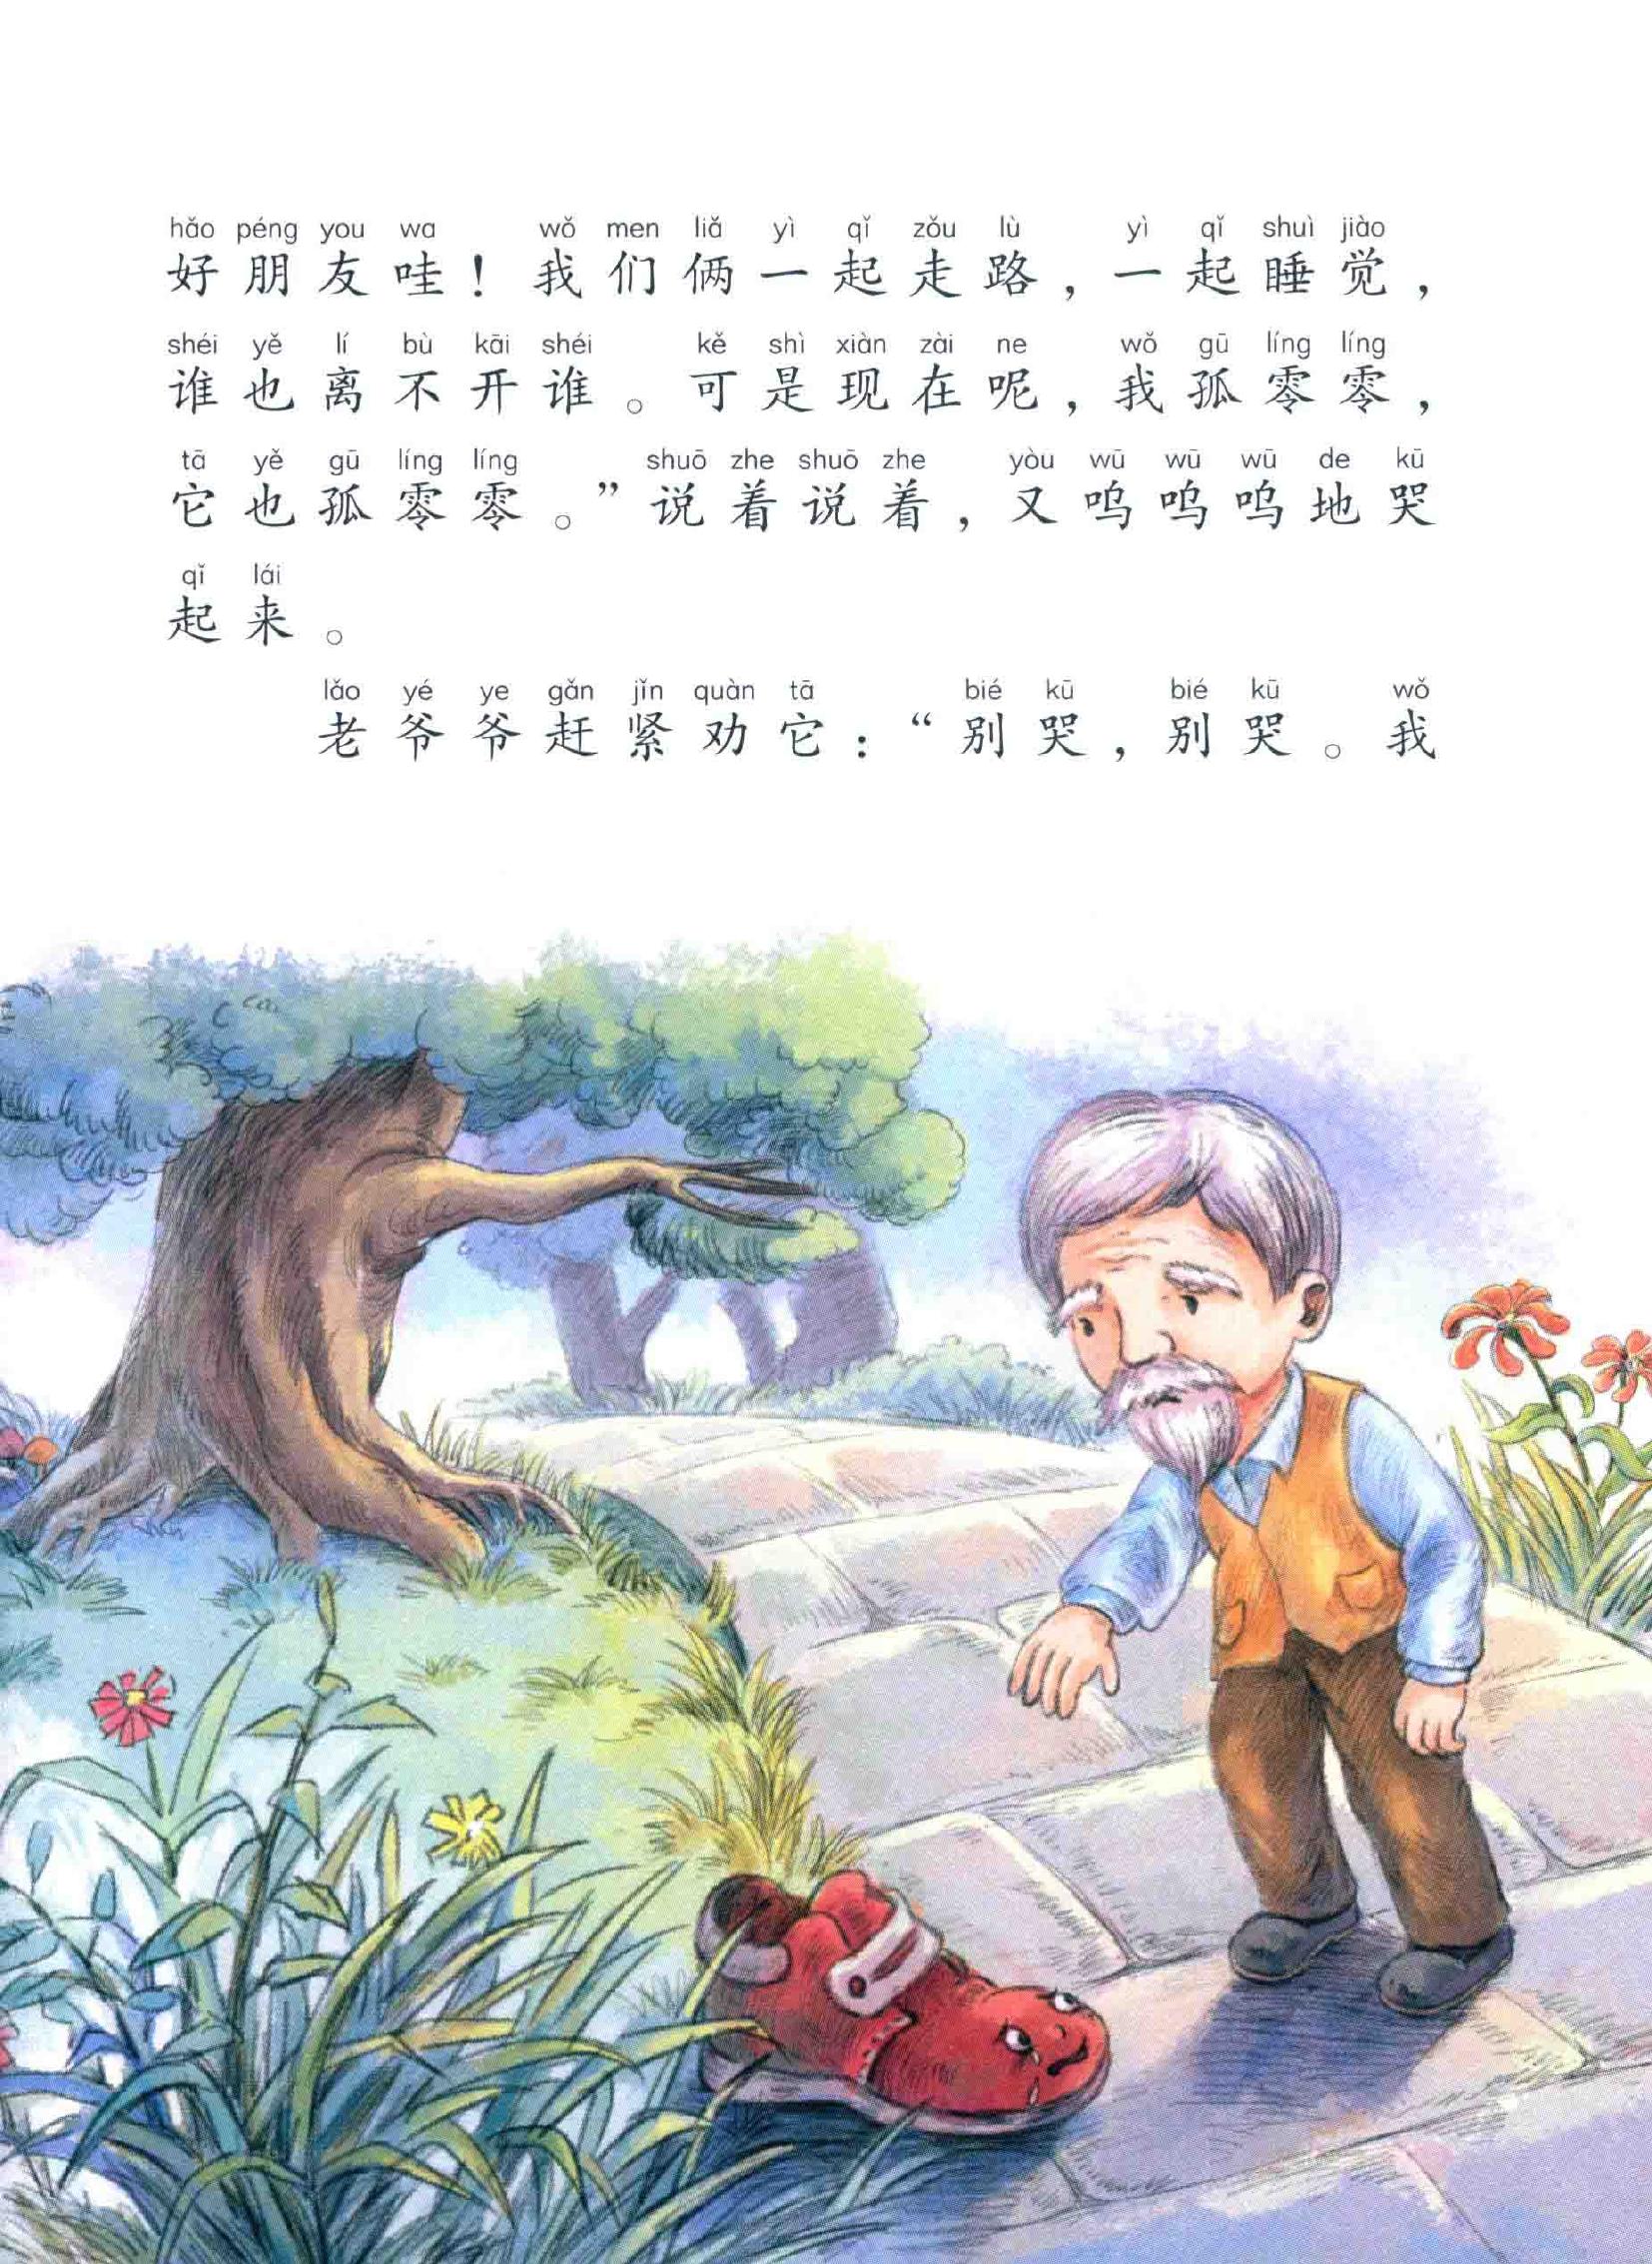 hǎo péng you wa wǒ men liǎ yì qǐ zǒu lù yì qǐ shuì jiào
好朋友哇！我们俩一起走路，一起睡觉，
shéi yě lí bù kāi shéi kě shì xiàn zài ne wǒ gū líng líng
谁也离不开谁。可是现在呢，我孤零零，
tā yě gū líng líng shuō zhe shuō zhe yòu wū wū wū de kū
它也孤零零。”说着说着，又呜呜呜地哭
qǐ lái
起来。
lǎo yé ye gǎn jǐn quàn tā bié kū bié kū wǒ
老爷爷赶紧劝它：“别哭，别哭。我